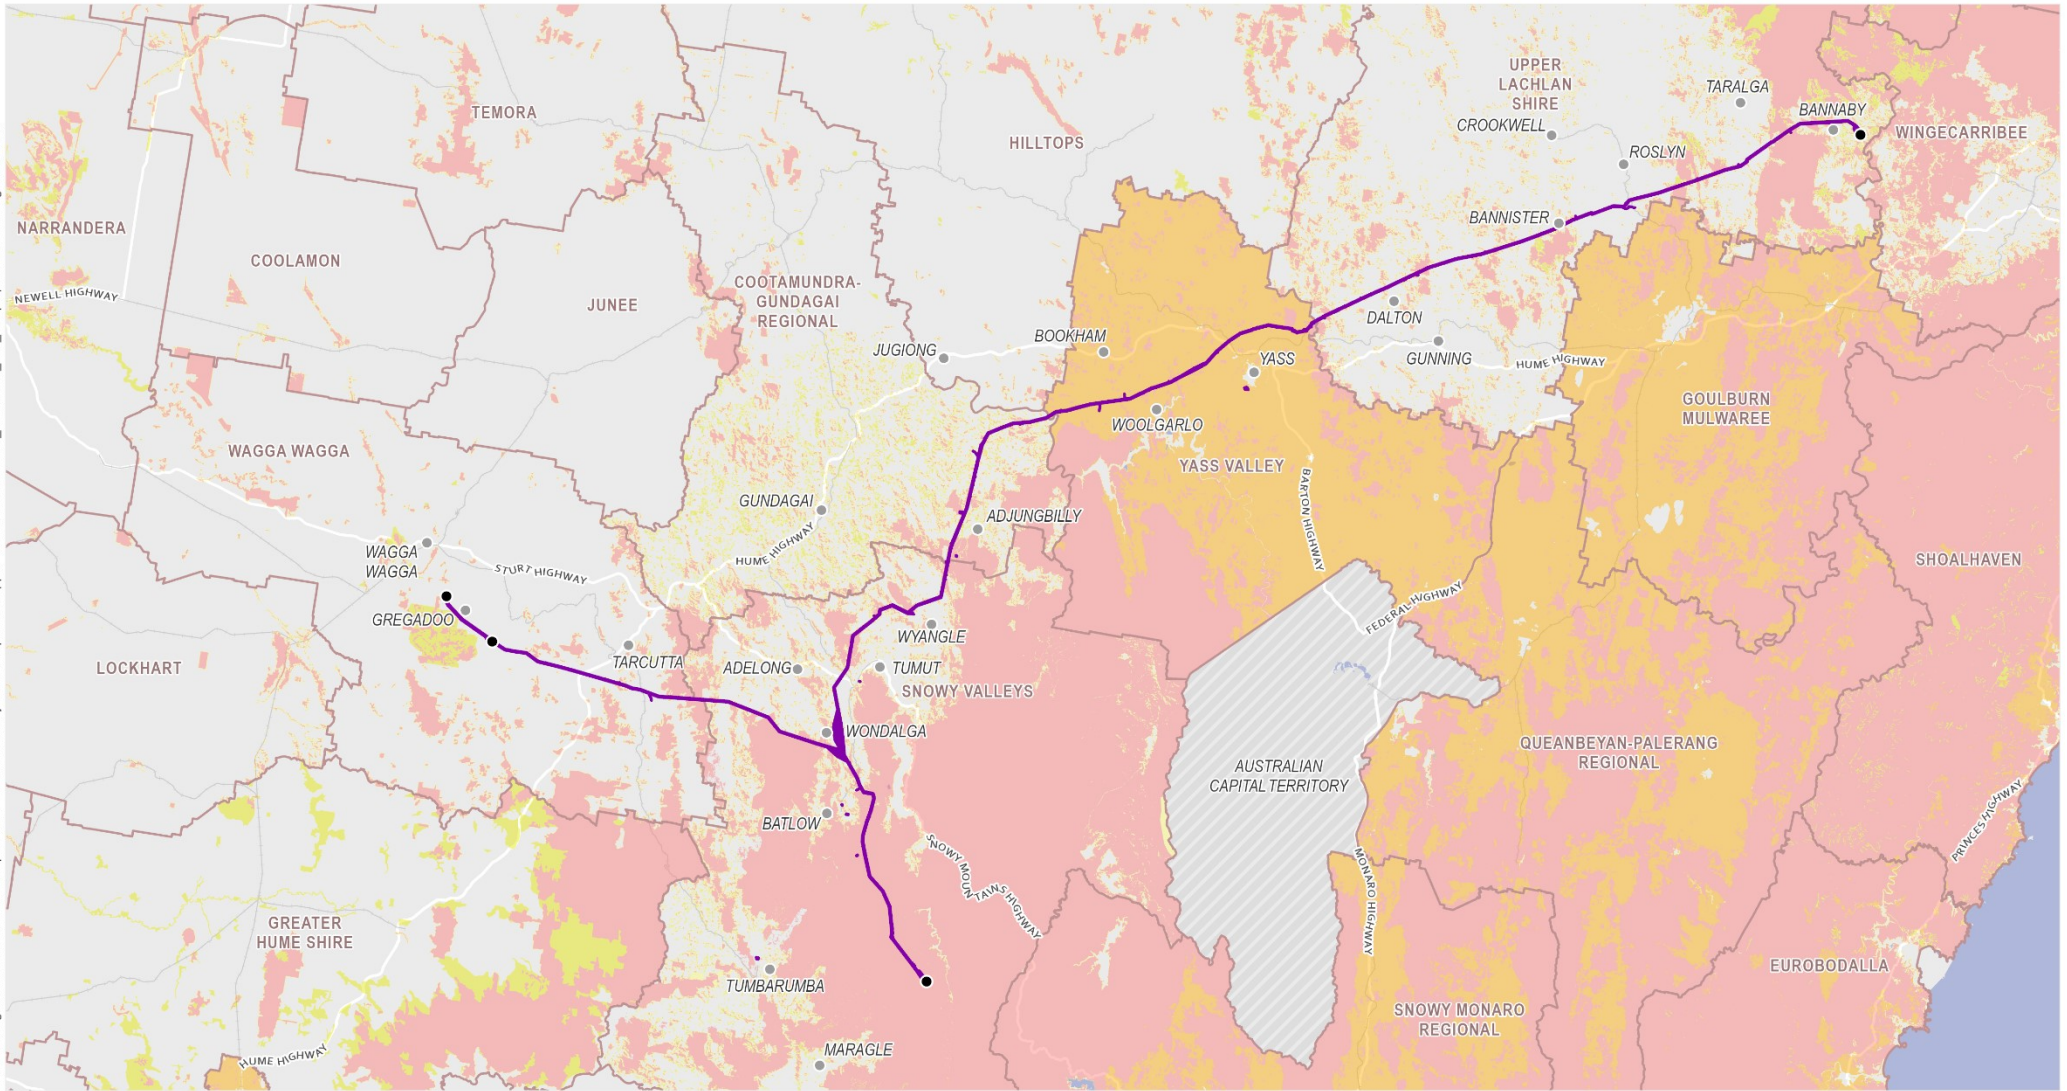 UPPER
LACHLAN
SHIRE
TARALGA
BANNABY
TEMORA
CROOKWELL
WINGECARRIBEE
HILLTOPS
ROSLYN
NARRANDERA
BANNISTER
COOLAMON
COOTAMUNDRA-
GUNDAGAI
REGIONAL
NEWELL HIGHWAY
JUNEE
DALTON
BOOKHAM
JUGIONG
YASS
GUNNING
HUME HIGHWAY
GOULBURN
MULWAREE
WOOLGARLO
WAGGA WAGGA
YASS VALLEY
BARTON HIGHWAY
GUNDAGAI
ADJUNGBILLY
HUME HIGHWAY
WAGGA
WAGGA
STURT HIGHWAY
SHOALHAVEN
FEDERAL HIGHWAY
GREGADOO
WYANGLE
LOCKHART
TARCUTTA
ADELONG
TUMUT
SNOWY VALLEYS
WONDALGA
QUEANBEYAN-PALERANG
REGIONAL
AUSTRALIAN
CAPITAL TERRITORY
BATLOW
PRINCES HIGHWAY
SNOWY MOUNTAINS HIGHWAY
MONARO HIGHWAY
GREATER
HUME SHIRE
EUROBODALLA
TUMBARUMBA
SNOWY MONARO
REGIONAL
HUME HIGHWAY
MARAGLE